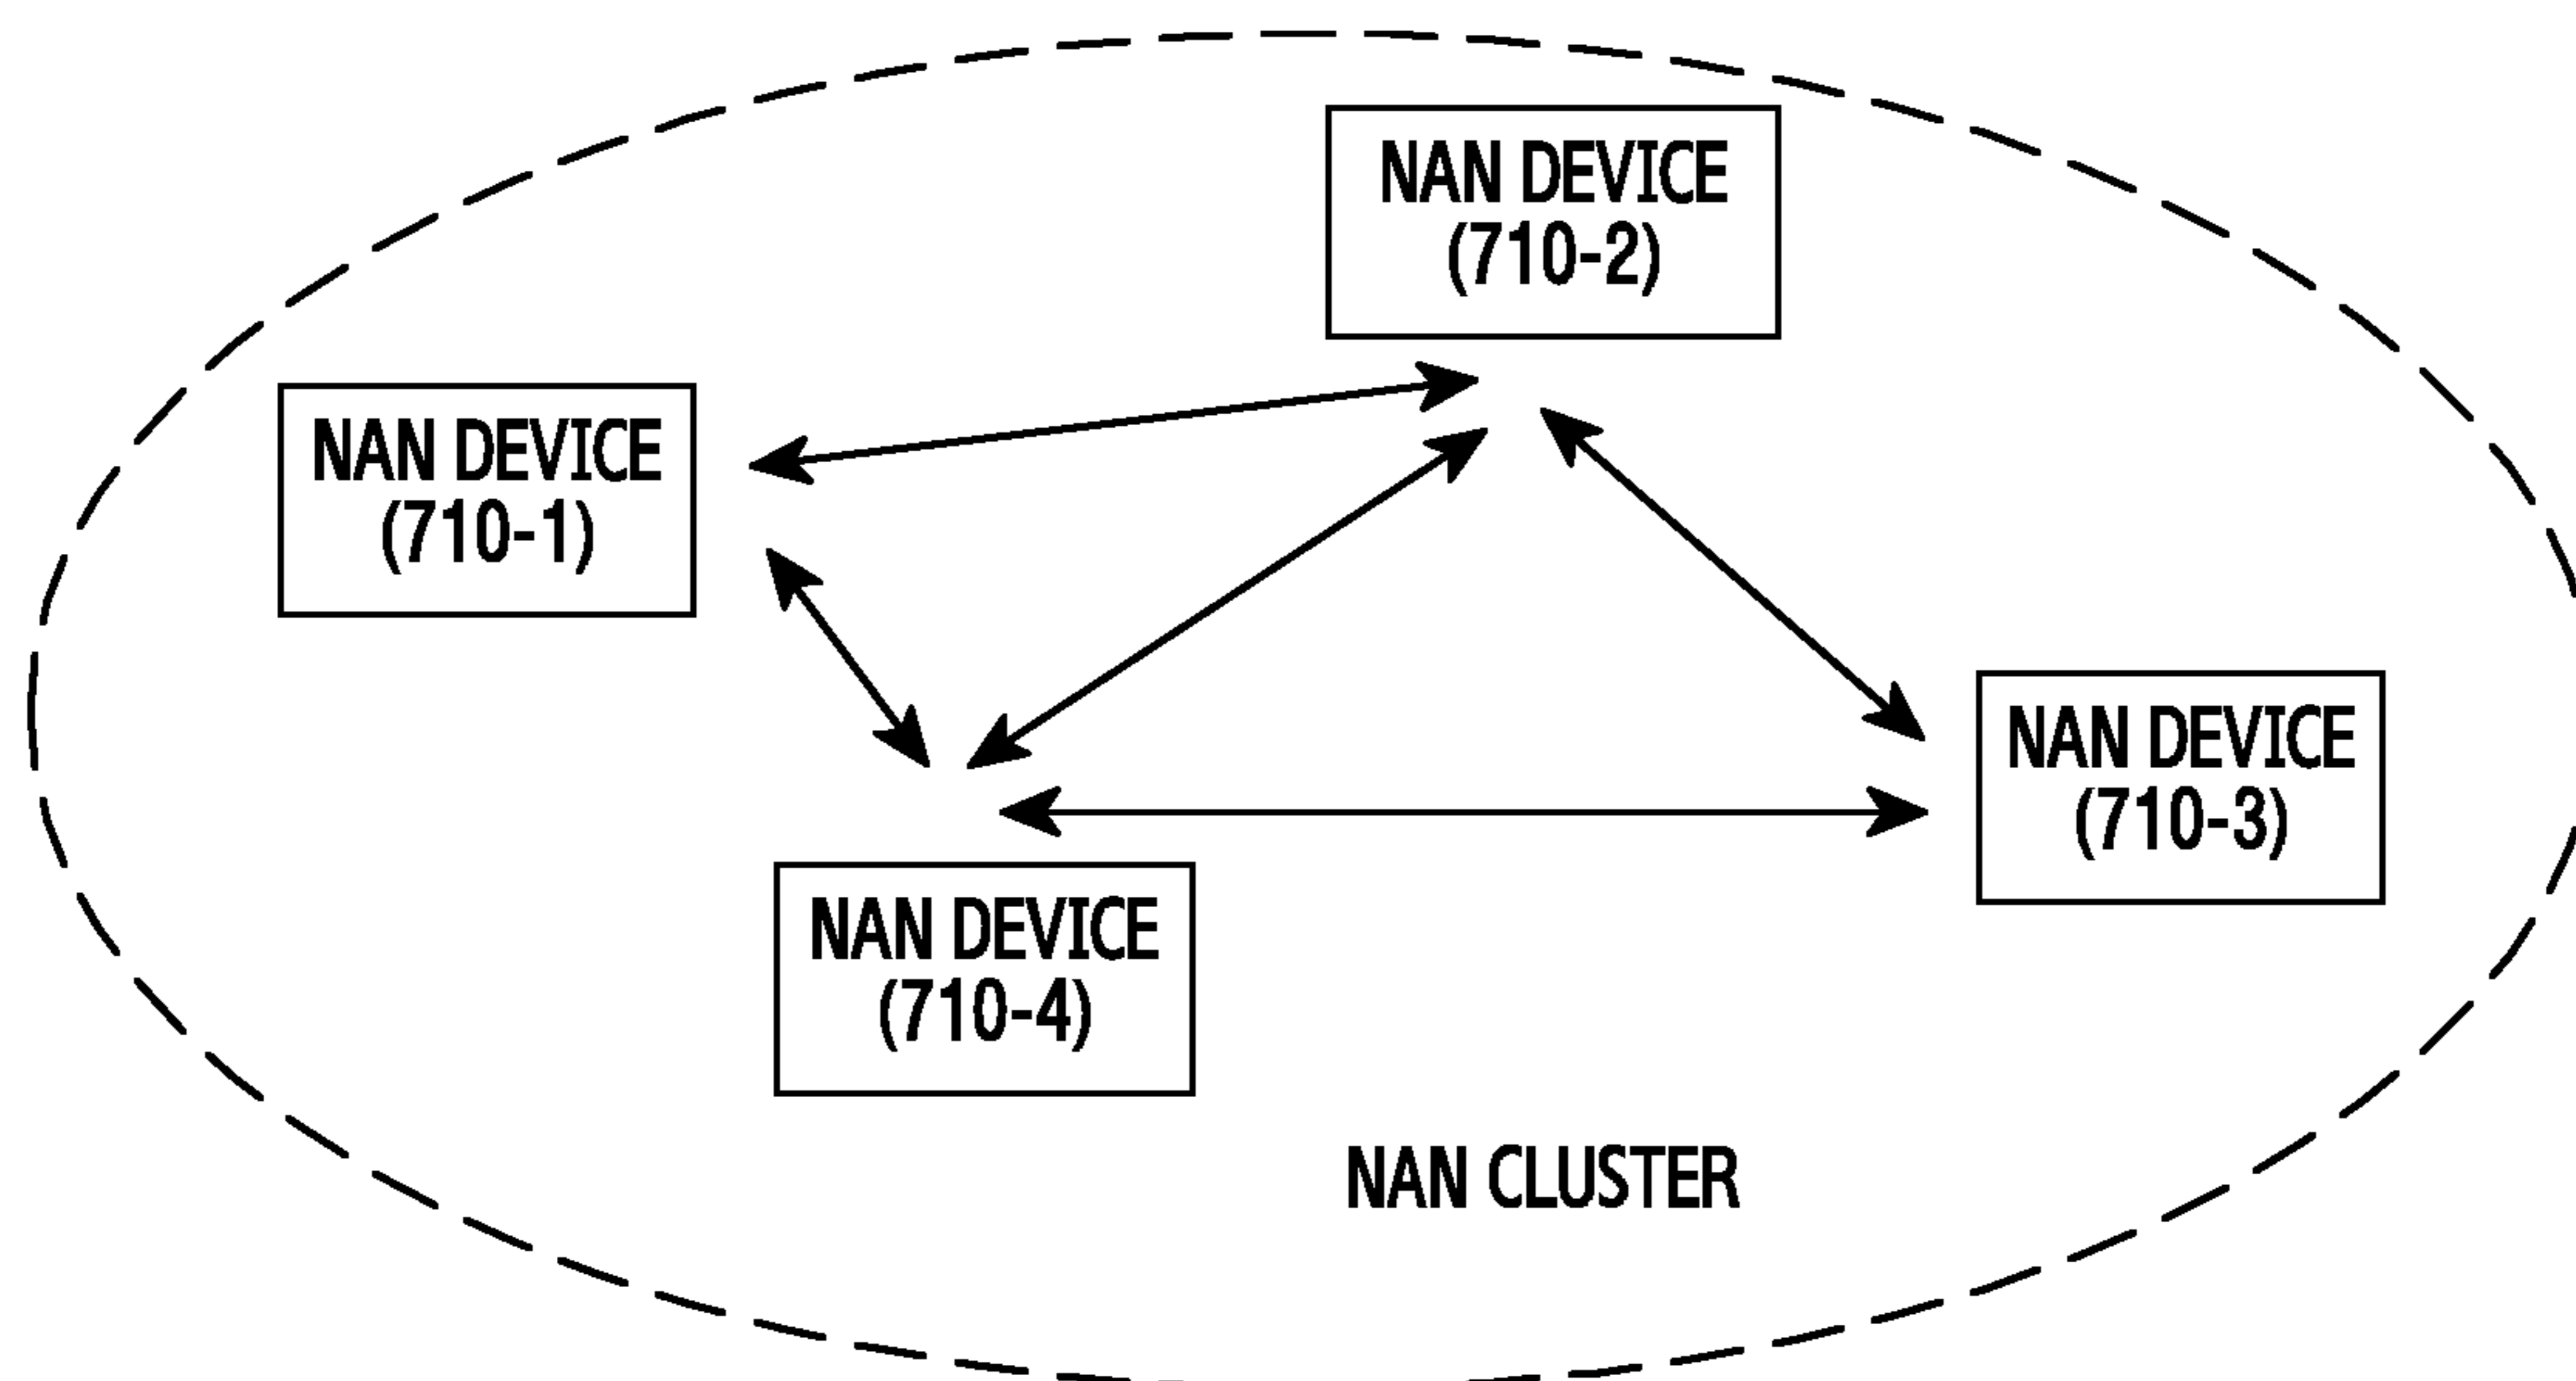 NAN DEVICE
(710-2)
NAN DEVICE
(710-1)
NAN DEVICE
(710-3)
NAN DEVICE
(710-4)
NAN CLUSTER